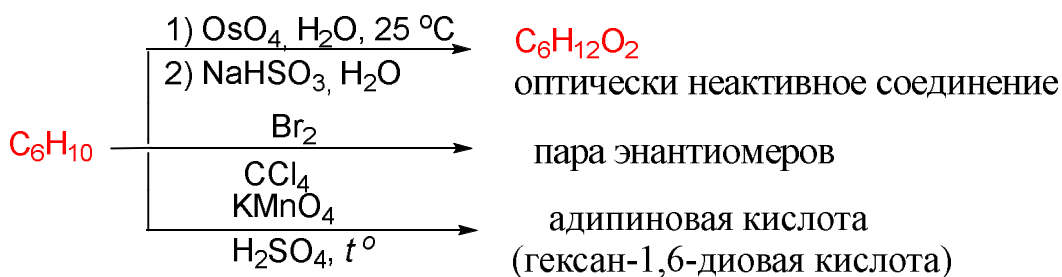 1) OsO₄, H₂O, 25 °C
2) NaHSO₃, H₂O
C₆H₁₂O₂
оптически неактивное соединение
C₆H₁₀
Br₂
CCl₄
пара энантиомеров
KMnO₄
H₂SO₄, t °
адипиновая кислота
(гексан-1,6-диовая кислота)